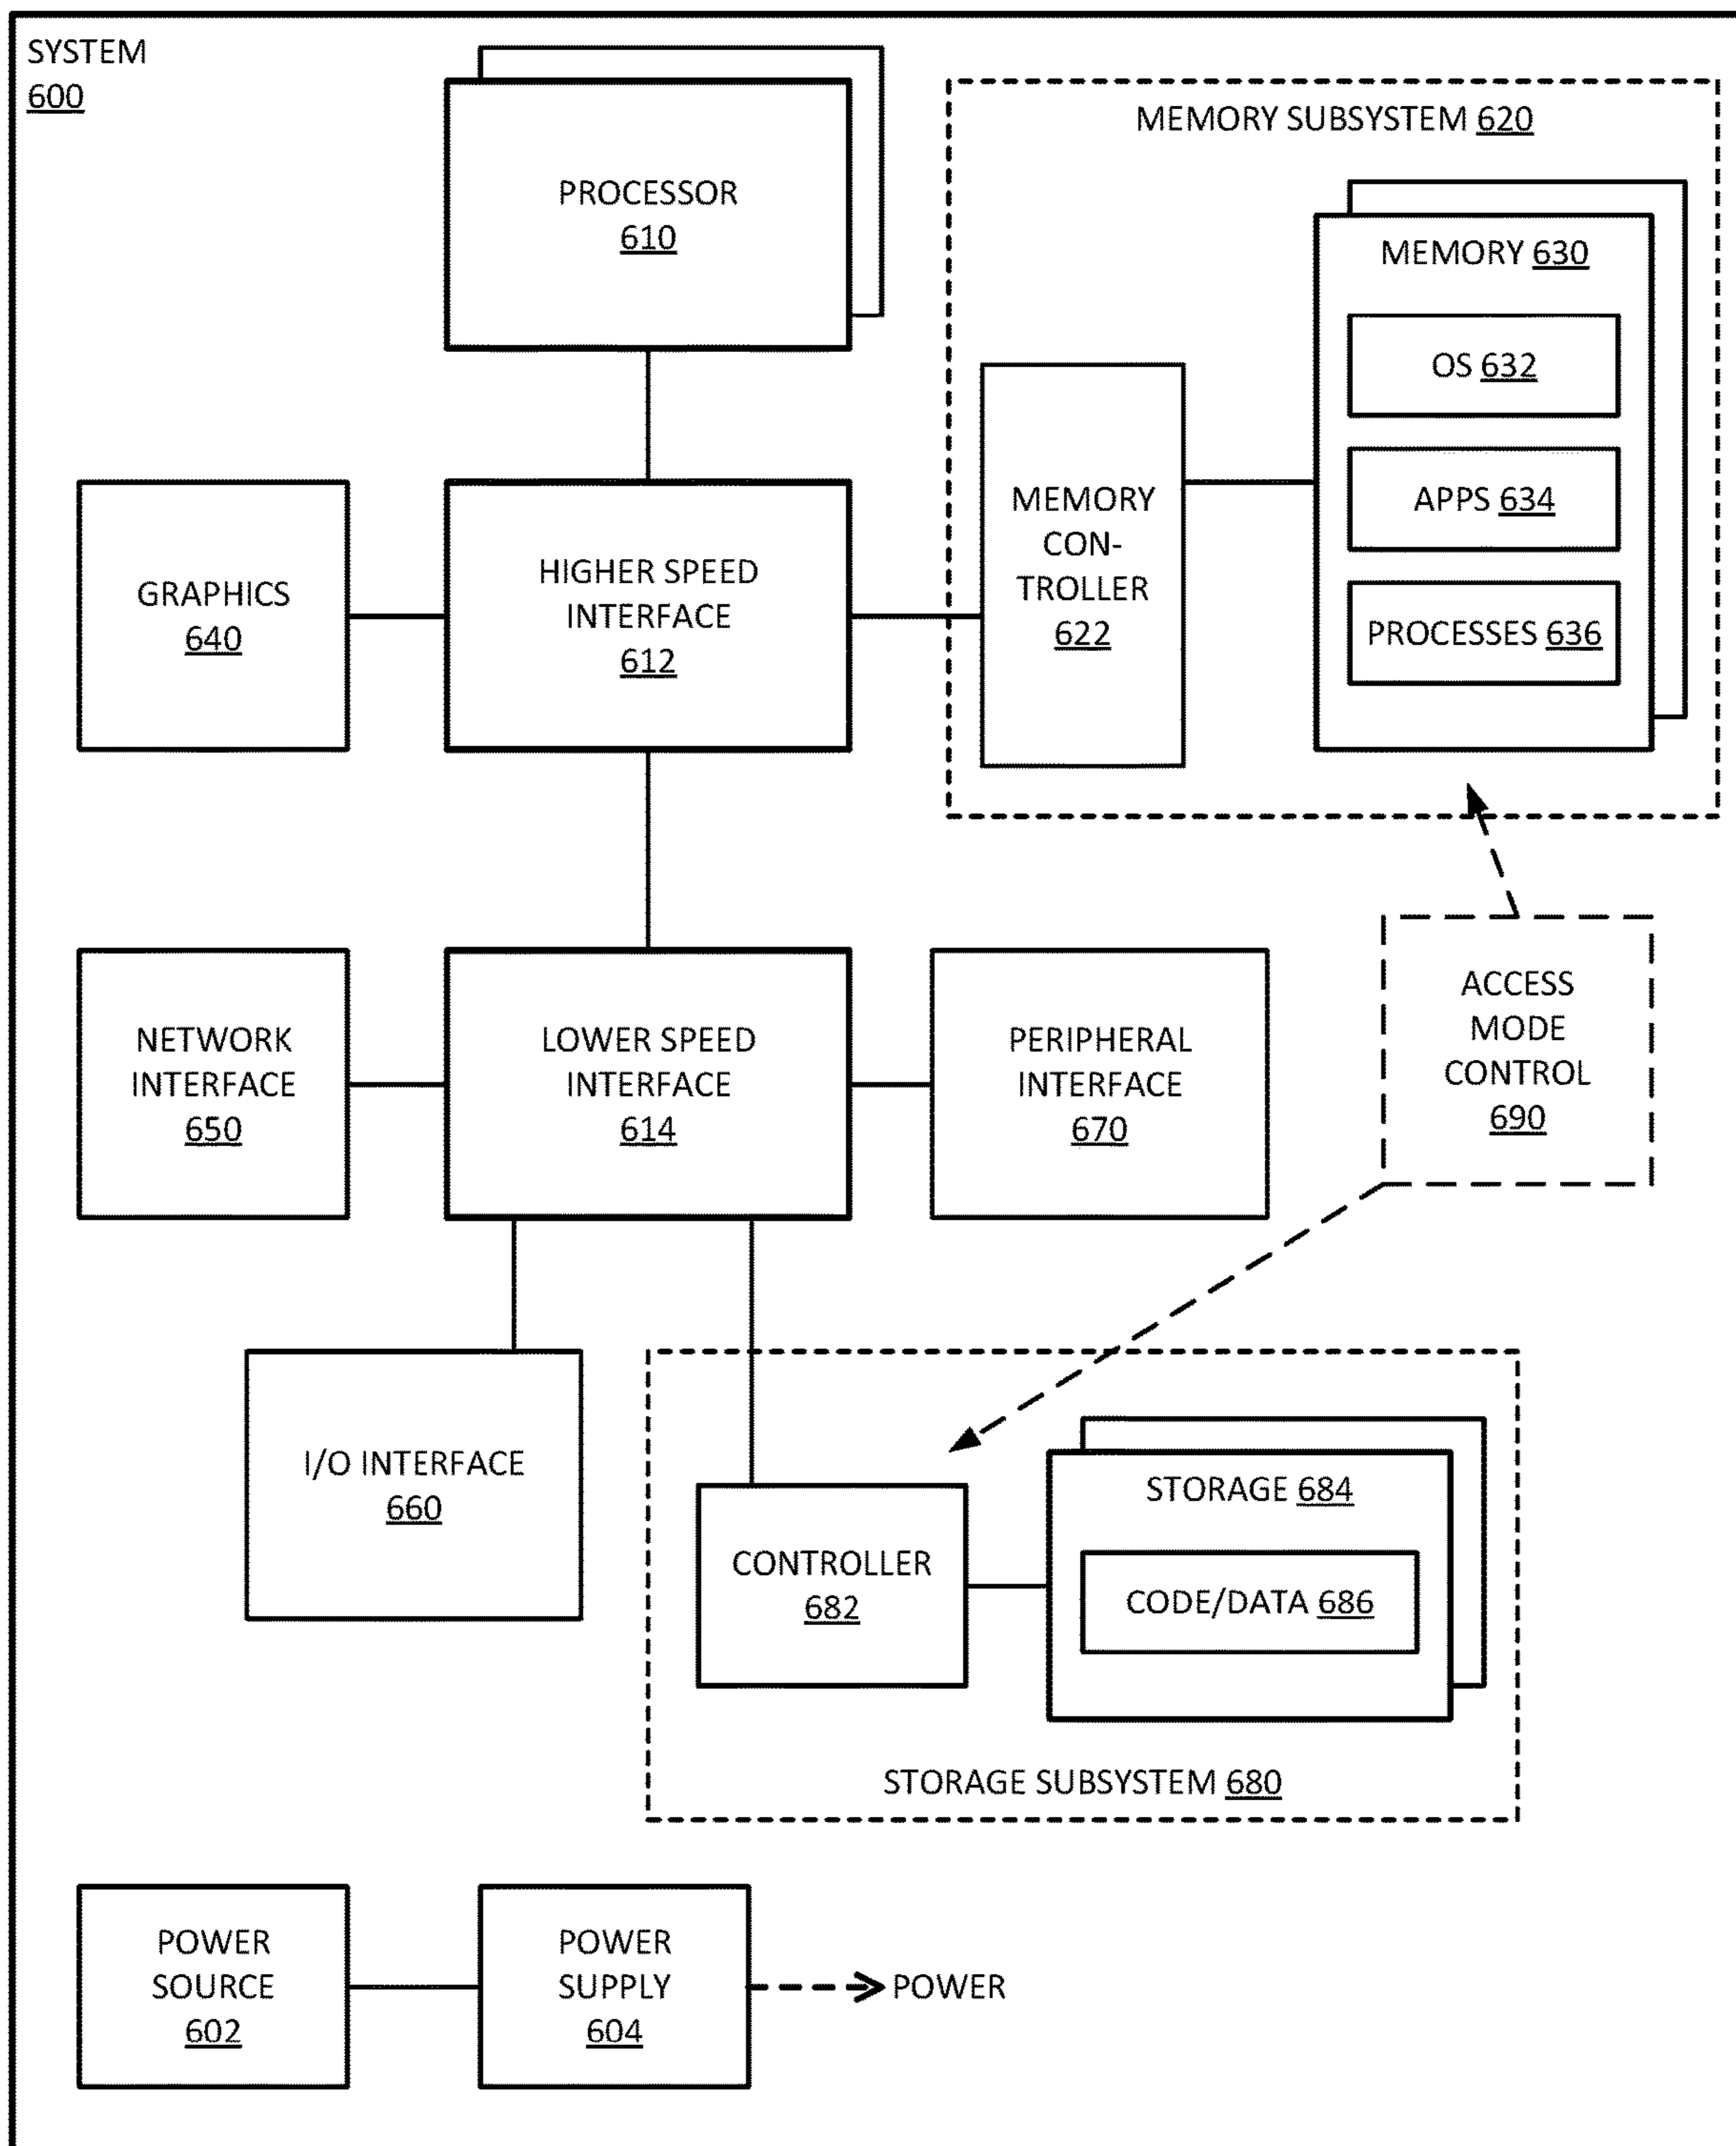 SYSTEM
600
PROCESSOR
610
MEMORY SUBSYSTEM 620
MEMORY 630
OS 632
APPS 634
PROCESSES 636
MEMORY
CON-
TROLLER
622
GRAPHICS
640
HIGHER SPEED
INTERFACE
612
NETWORK
INTERFACE
650
LOWER SPEED
INTERFACE
614
PERIPHERAL
INTERFACE
670
ACCESS
MODE
CONTROL
690
I/O INTERFACE
660
CONTROLLER
682
STORAGE 684
CODE/DATA 686
STORAGE SUBSYSTEM 680
POWER
SOURCE
602
POWER
SUPPLY
604
POWER